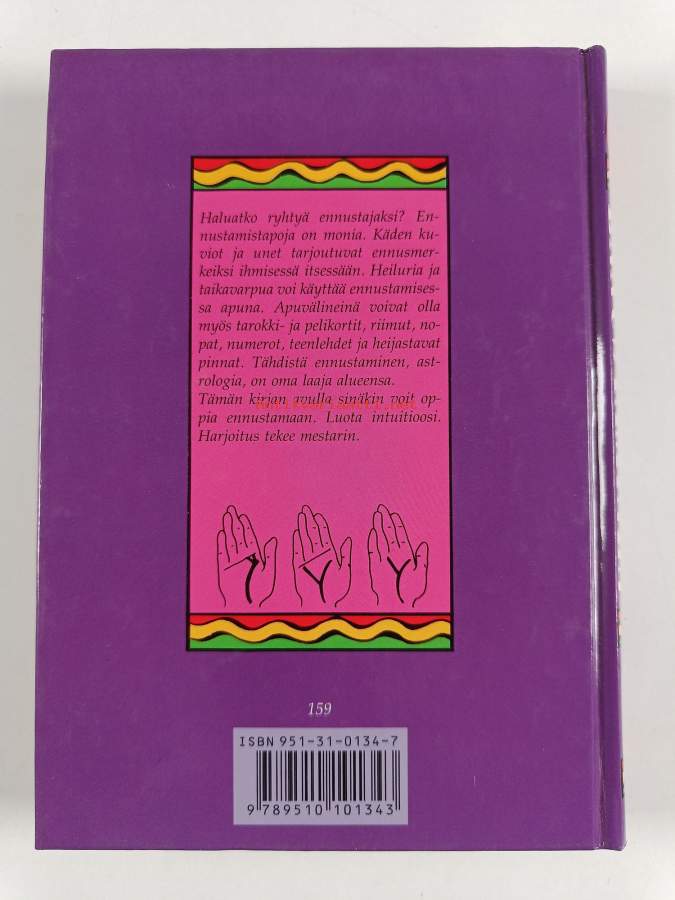 Haluatko ryhtyä ennustajaksi? En-
nustamistapoja on monia. Käden ku-
viot ja unet tarjoutuvat ennusmer-
keiksi ihmisessä itsessään. Heiluria ja
taikavarpua voi käyttää ennustamises-
sa apuna. Apuvälineinä voivat olla
myös tarokki- ja pelikortit, riimut, no-
pat, numerot, teenlehdet ja heijastavat
pinnat. Tähdistä ennustaminen, ast-
rologia, on oma laaja alueensa.
Tämän kirjan avulla sinäkin voit op-
pia ennustamaan. Luota intuitioosi.
Harjoitus tekee mestarin.
159
ISBN 951-31-0134-7
9 789510 101343